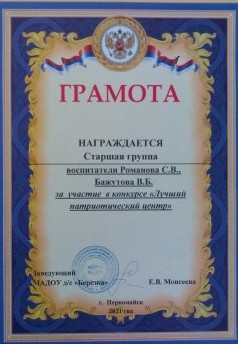 ГРАМОТА
НАГРАЖДАЕТСЯ
Старшая группа
воспитатели Романова С.В.,
Бажутова В.Б.
за участие в конкурсе «Лучший
патриотический центр»
Заведующий
МАДОУ д/с «Березка»
Е.В. Моисеева
г. Первомайск
2021 год